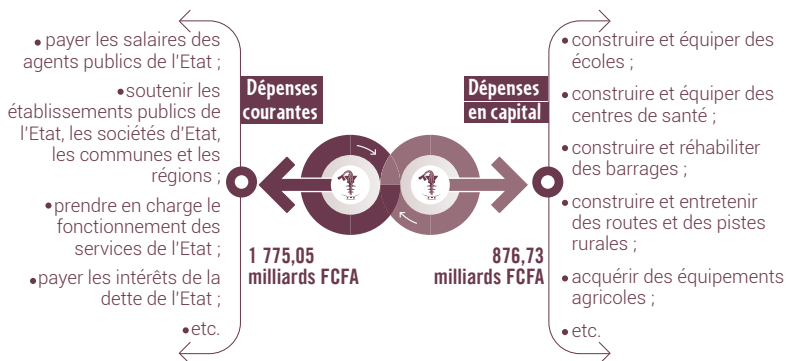 • payer les salaires des
agents publics de l'Etat ;
•soutenir les
établissements publics de
l'Etat, les sociétés d'Etat,
les communes et les
régions ;
•prendre en charge le
fonctionnement des
services de l'Etat ;
•payer les intérêts de la
dette de l'Etat ;
•etc.
Dépenses
courantes
1 775,05
milliards FCFA
Dépenses
en capital
876,73
milliards FCFA
•construire et équiper des
écoles ;
•construire et équiper des
centres de santé ;
•construire et réhabiliter
des barrages ;
•construire et entretenir
des routes et des pistes
rurales ;
•acquérir des équipements
agricoles ;
•etc.